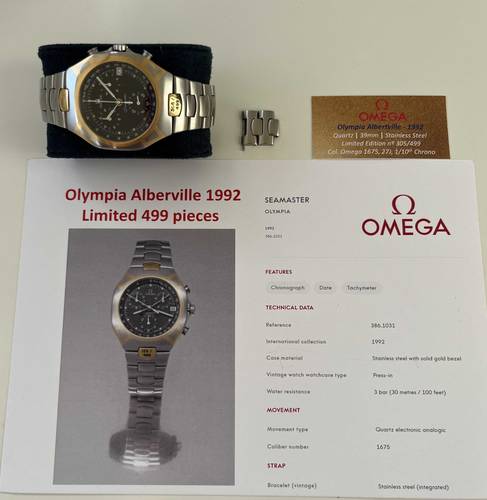 305 /
499
Ω
OMEGA
Olympia Albertville - 1992
Quartz | 39mm | Stainless Steel
Limited Edition nº 305/499
Cal. Omega 1675, 27J, 1/10th Chrono
Olympia Alberville 1992
Limited 499 pieces
SEAMASTER
OLYMPIA
1992
386.1031
Ω
OMEGA
FEATURES
Chronograph Date Tachymeter
TECHNICAL DATA
Reference 386.1031
International collection 1992
Case material Stainless steel with solid gold bezel
Vintage watch watchcase type Press-in
Water resistance 3 bar (30 metres / 100 feet)
MOVEMENT
Movement type Quartz electronic analogic
Caliber number 1675
STRAP
Bracelet (vintage) Stainless steel (integrated)